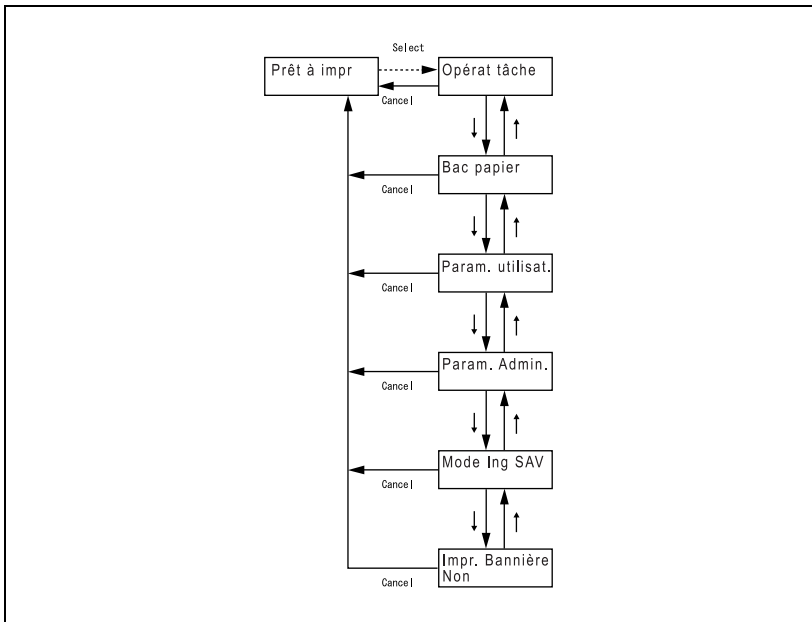 Select
Prêt à impr
Opérat tâche
Cancel
↓ ↑
Bac papier
Cancel
↓ ↑
Param. utilisat.
Cancel
↓ ↑
Param. Admin.
Cancel
↓ ↑
Mode Ing SAV
Cancel
↓ ↑
Impr. Bannière
Non
Cancel